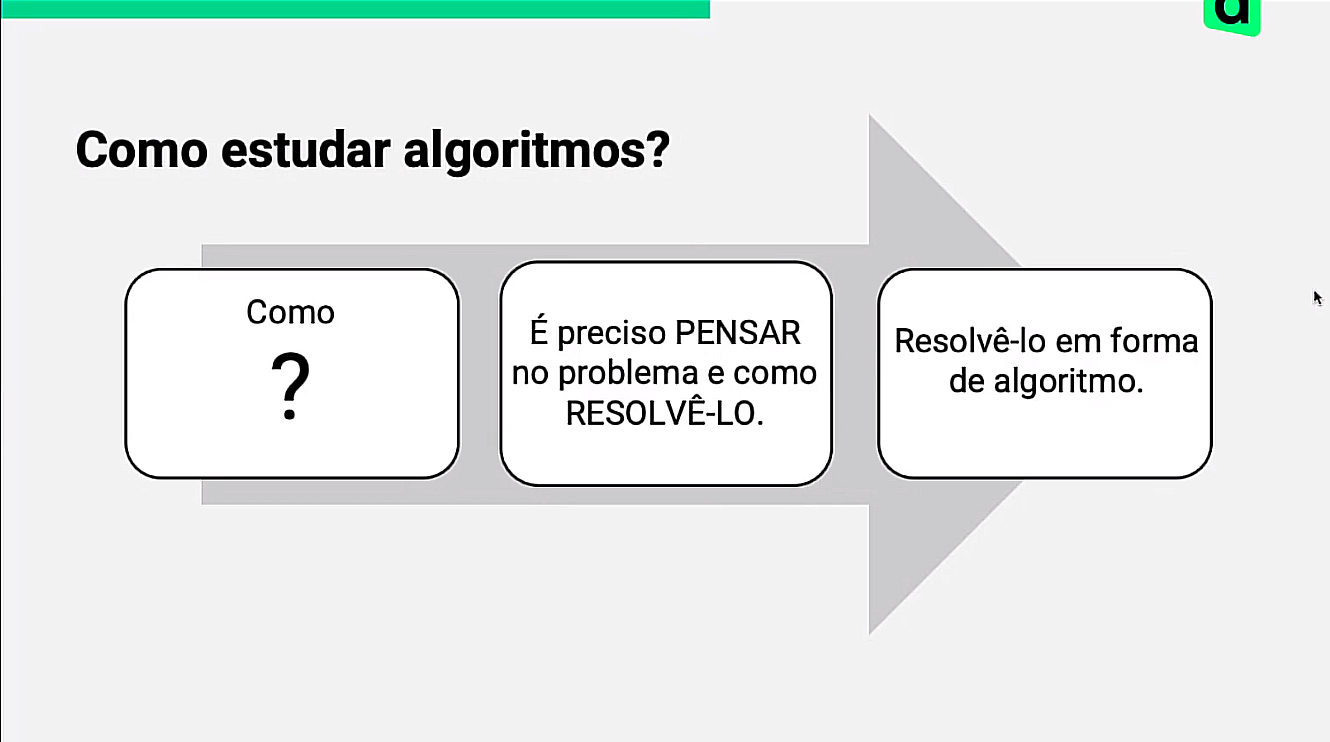 Como estudar algoritmos?
Como
?
É preciso PENSAR
no problema e como
RESOLVÊ-LO.
Resolvê-lo em forma
de algoritmo.